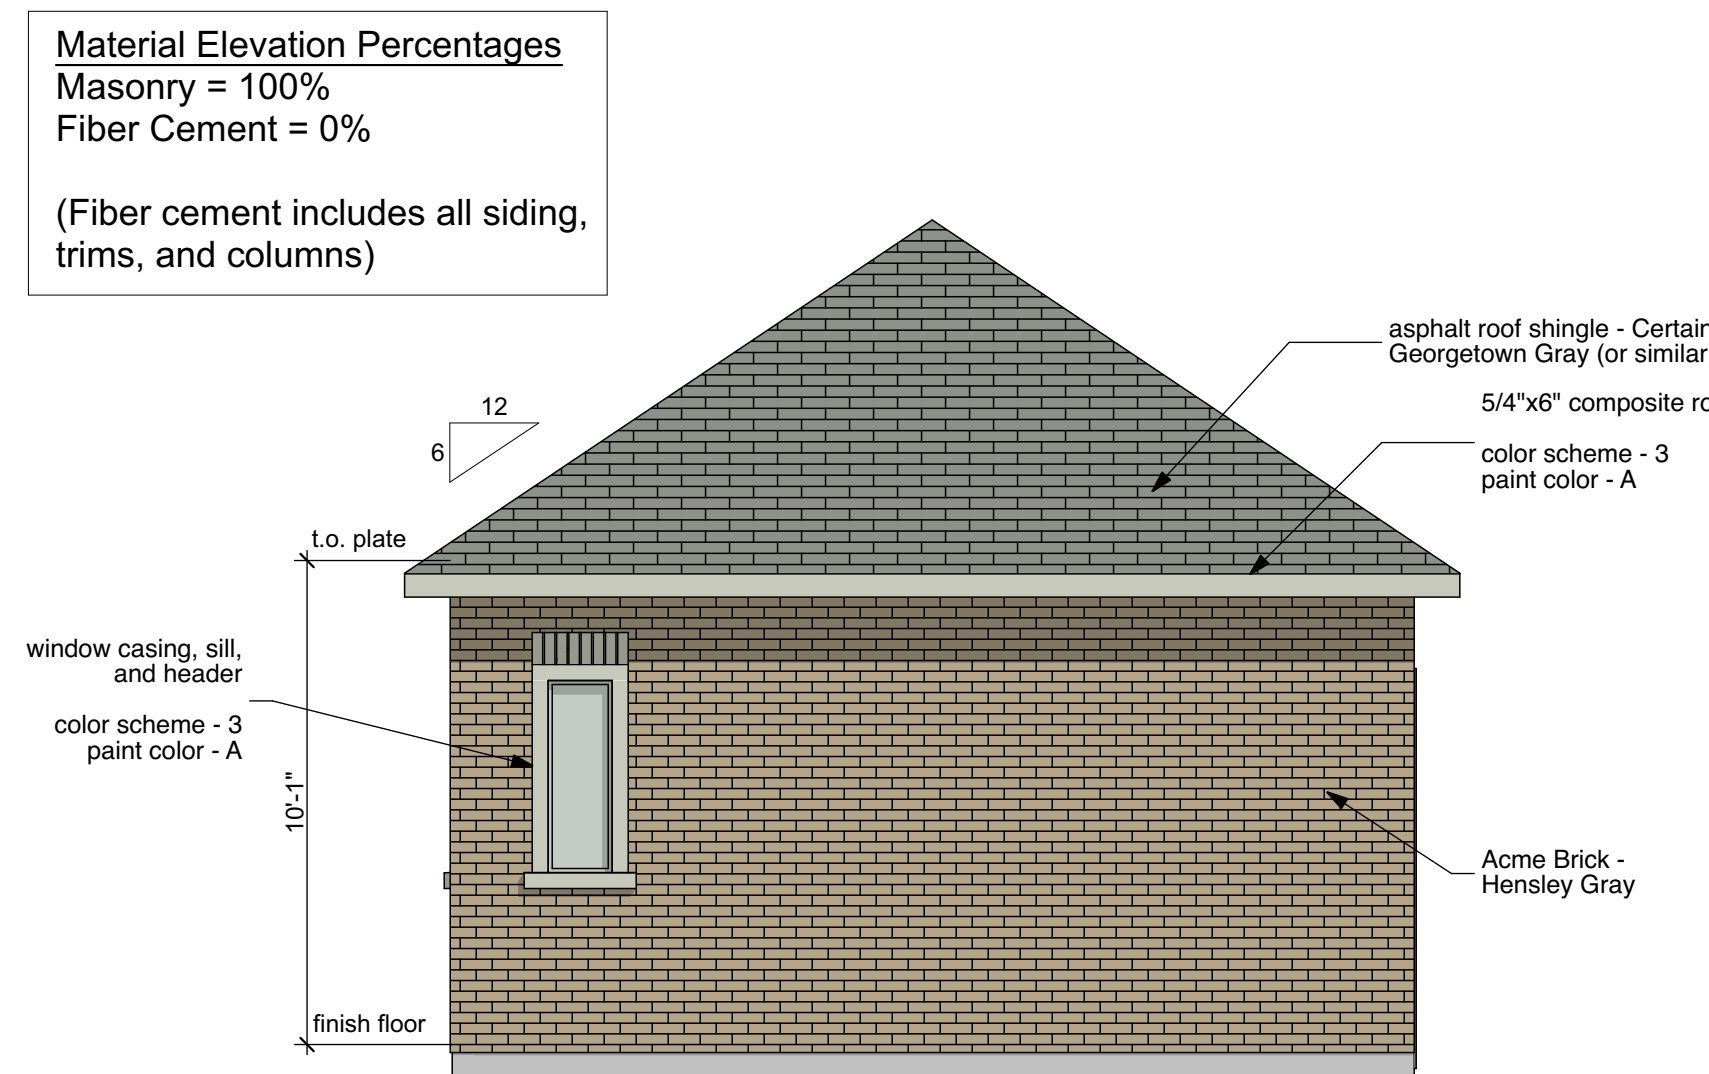 Material Elevation Percentages
Masonry = 100%
Fiber Cement = 0%
(Fiber cement includes all siding,
trims, and columns)
asphalt roof shingle - Certain
Georgetown Gray (or similar
5/4"x6" composite ro
color scheme - 3
paint color - A
12
6
t.o. plate
window casing, sill,
and header
color scheme - 3
paint color - A
10'-1"
Acme Brick -
Hensley Gray
finish floor